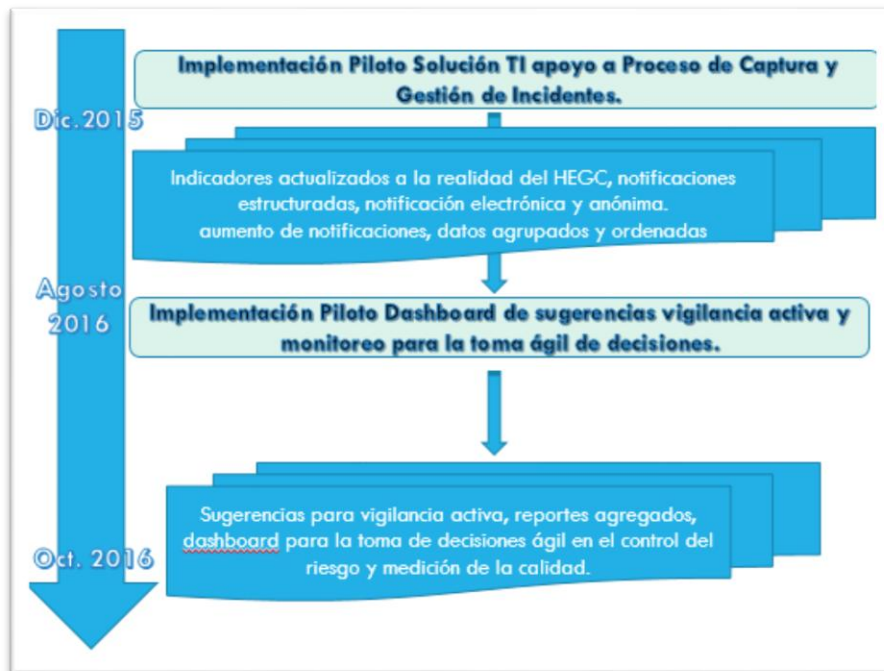 Implementación Piloto Solución TI apoyo a Proceso de Captura y
Gestión de Incidentes.
Dic.2015
Indicadores actualizados a la realidad del HEGC, notificaciones
estructuradas, notificación electrónica y anónima.
aumento de notificaciones, datos agrupados y ordenadas
Agosto
2016
Implementación Piloto Dashboard de sugerencias vigilancia activa y
monitoreo para la toma ágil de decisiones.
Sugerencias para vigilancia activa, reportes agregados,
dashboard para la toma de decisiones ágil en el control del
riesgo y medición de la calidad.
Oct. 2016